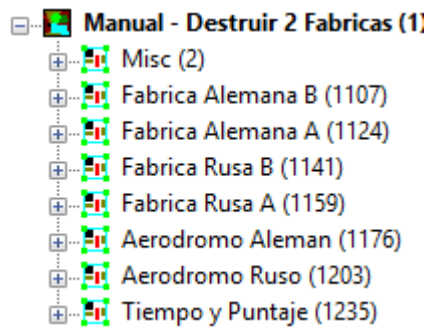 Manual - Destruir 2 Fabricas (1)
Misc (2)
Fabrica Alemana B (1107)
Fabrica Alemana A (1124)
Fabrica Rusa B (1141)
Fabrica Rusa A (1159)
Aerodromo Aleman (1176)
Aerodromo Ruso (1203)
Tiempo y Puntaje (1235)